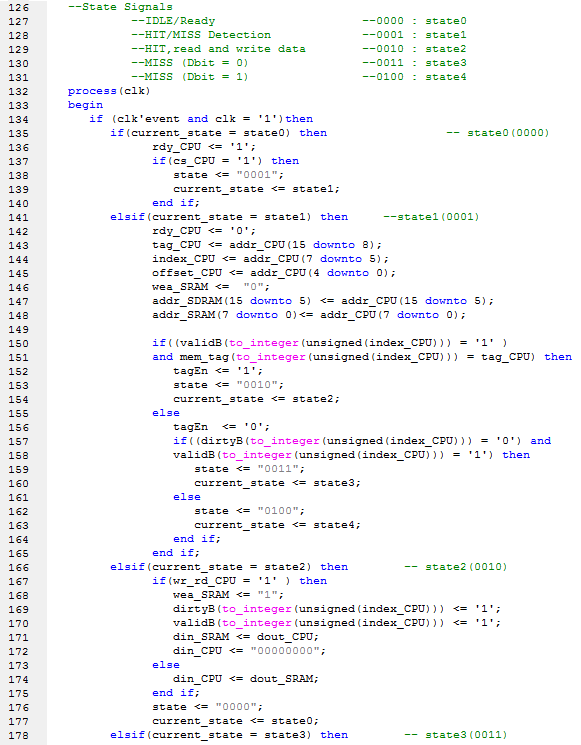 126 --State Signals
127 --IDLE/Ready --0000 : state0
128 --HIT/MISS Detection --0001 : state1
129 --HIT,read and write data --0010 : state2
130 --MISS (Dbit = 0) --0011 : state3
131 --MISS (Dbit = 1) --0100 : state4
132 process(clk)
133 begin
134 if (clk'event and clk = '1')then
135 if(current_state = state0) then -- state0(0000)
136 rdy_CPU <= '1';
137 if(cs_CPU = '1') then
138 state <= "0001";
139 current_state <= state1;
140 end if;
141 elsif(current_state = state1) then --state1(0001)
142 rdy_CPU <= '0';
143 tag_CPU <= addr_CPU(15 downto 8);
144 index_CPU <= addr_CPU(7 downto 5);
145 offset_CPU <= addr_CPU(4 downto 0);
146 wea_SRAM <= "0";
147 addr_SDRAM(15 downto 5) <= addr_CPU(15 downto 5);
148 addr_SRAM(7 downto 0)<= addr_CPU(7 downto 0);
149
150 if((validB(to_integer(unsigned(index_CPU))) = '1' )
151 and mem_tag(to_integer(unsigned(index_CPU))) = tag_CPU) then
152 tagEn <= '1';
153 state <= "0010";
154 current_state <= state2;
155 else
156 tagEn <= '0';
157 if((dirtyB(to_integer(unsigned(index_CPU))) = '0') and
158 validB(to_integer(unsigned(index_CPU))) = '1') then
159 state <= "0011";
160 current_state <= state3;
161 else
162 state <= "0100";
163 current_state <= state4;
164 end if;
165 end if;
166 elsif(current_state = state2) then -- state2(0010)
167 if(wr_rd_CPU = '1' ) then
168 wea_SRAM <= "1";
169 dirtyB(to_integer(unsigned(index_CPU))) <= '1';
170 validB(to_integer(unsigned(index_CPU))) <= '1';
171 din_SRAM <= dout_CPU;
172 din_CPU <= "00000000";
173 else
174 din_CPU <= dout_SRAM;
175 end if;
176 state <= "0000";
177 current_state <= state0;
178 elsif(current_state = state3) then -- state3(0011)